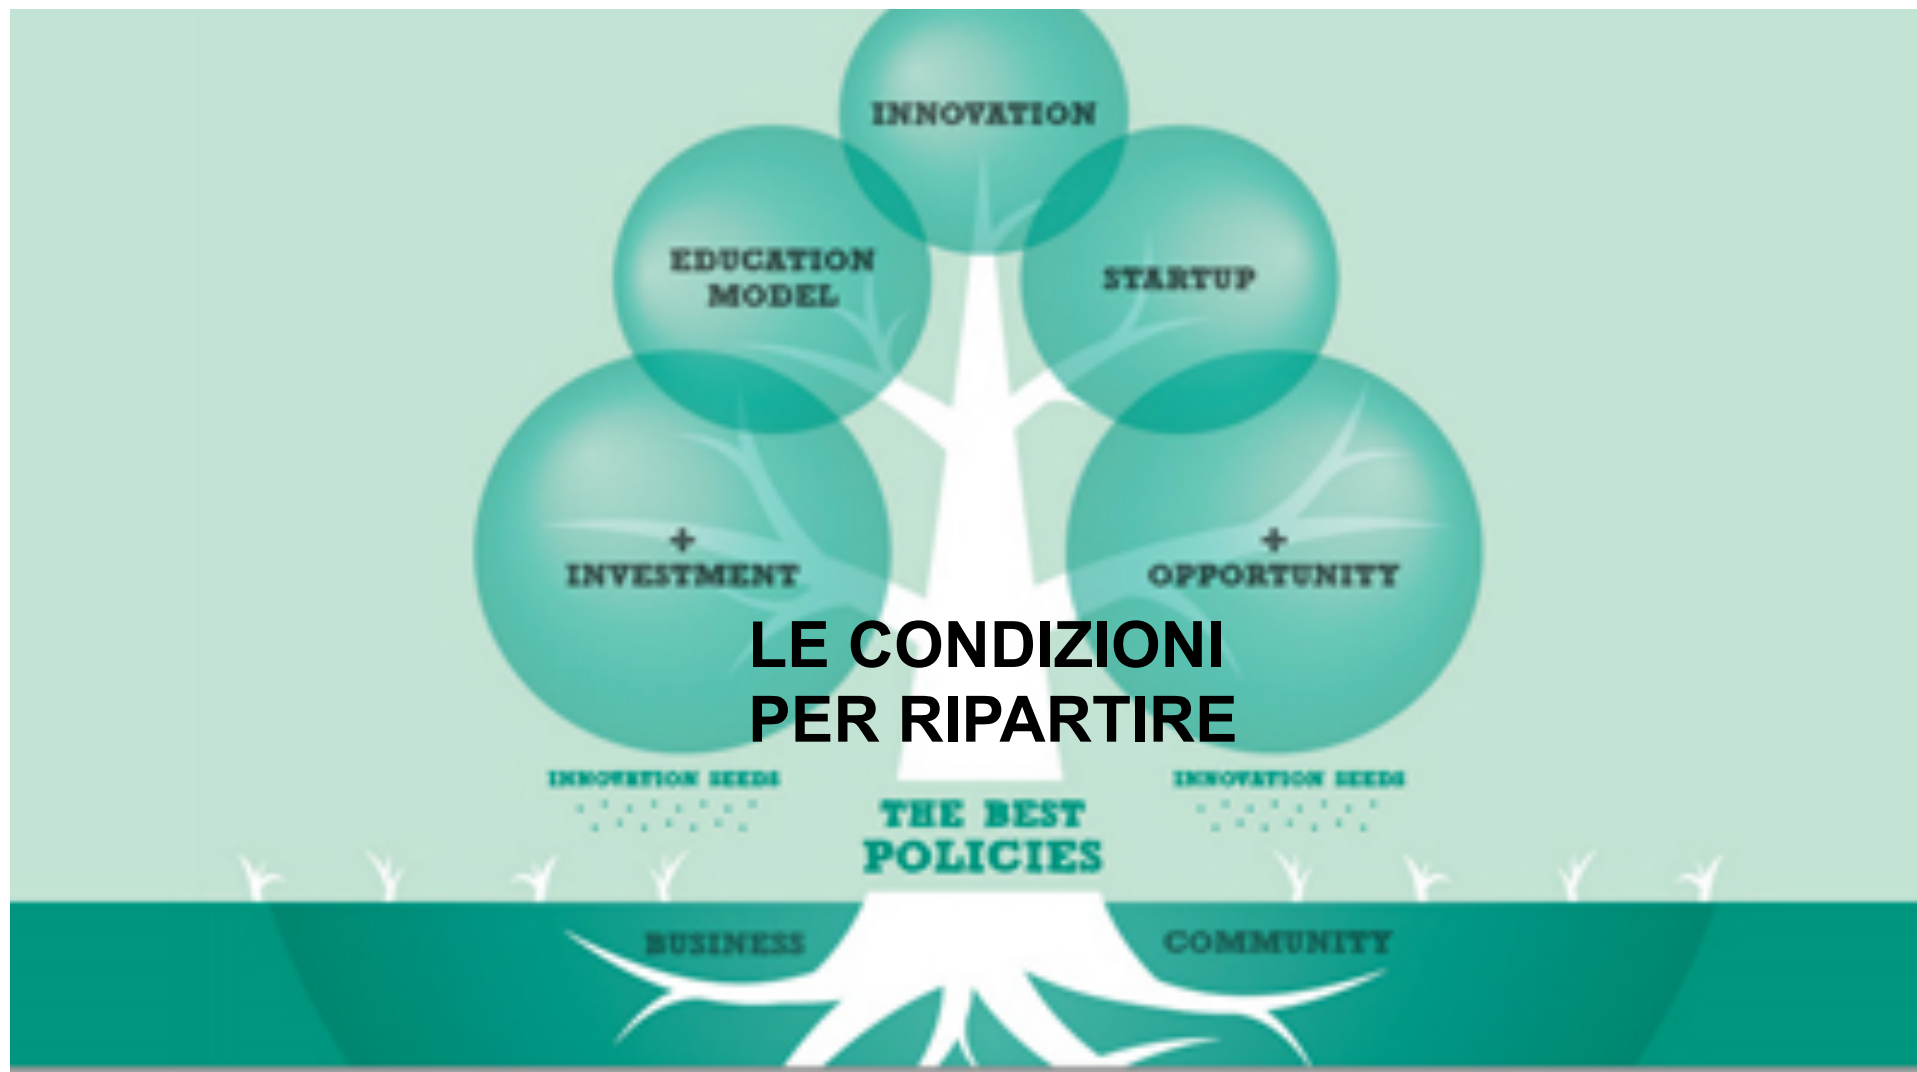 INNOVATION
EDUCATION
MODEL
STARTUP
+
INVESTMENT
+
OPPORTUNITY
LE CONDIZIONI
PER RIPARTIRE
INNOVATION SEEDS
INNOVATION SEEDS
THE BEST
POLICIES
BUSINESS
COMMUNITY